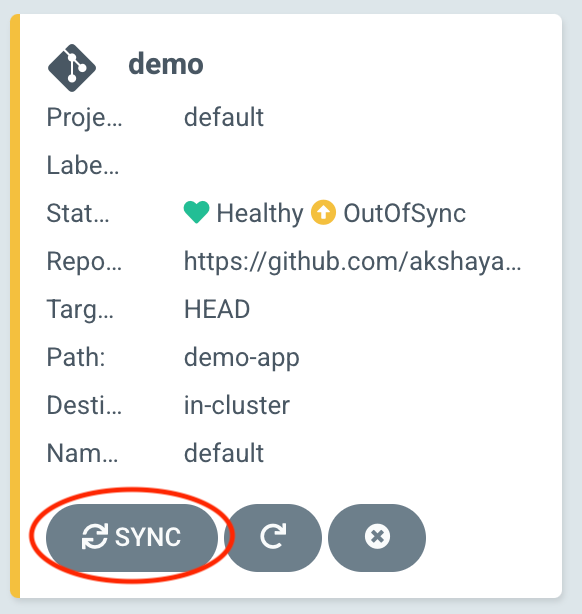 demo
Proje… default
Labe…
Stat… Healthy OutOfSync
Repo… https://github.com/akshaya…
Targ… HEAD
Path: demo-app
Desti… in-cluster
Nam… default
SYNC